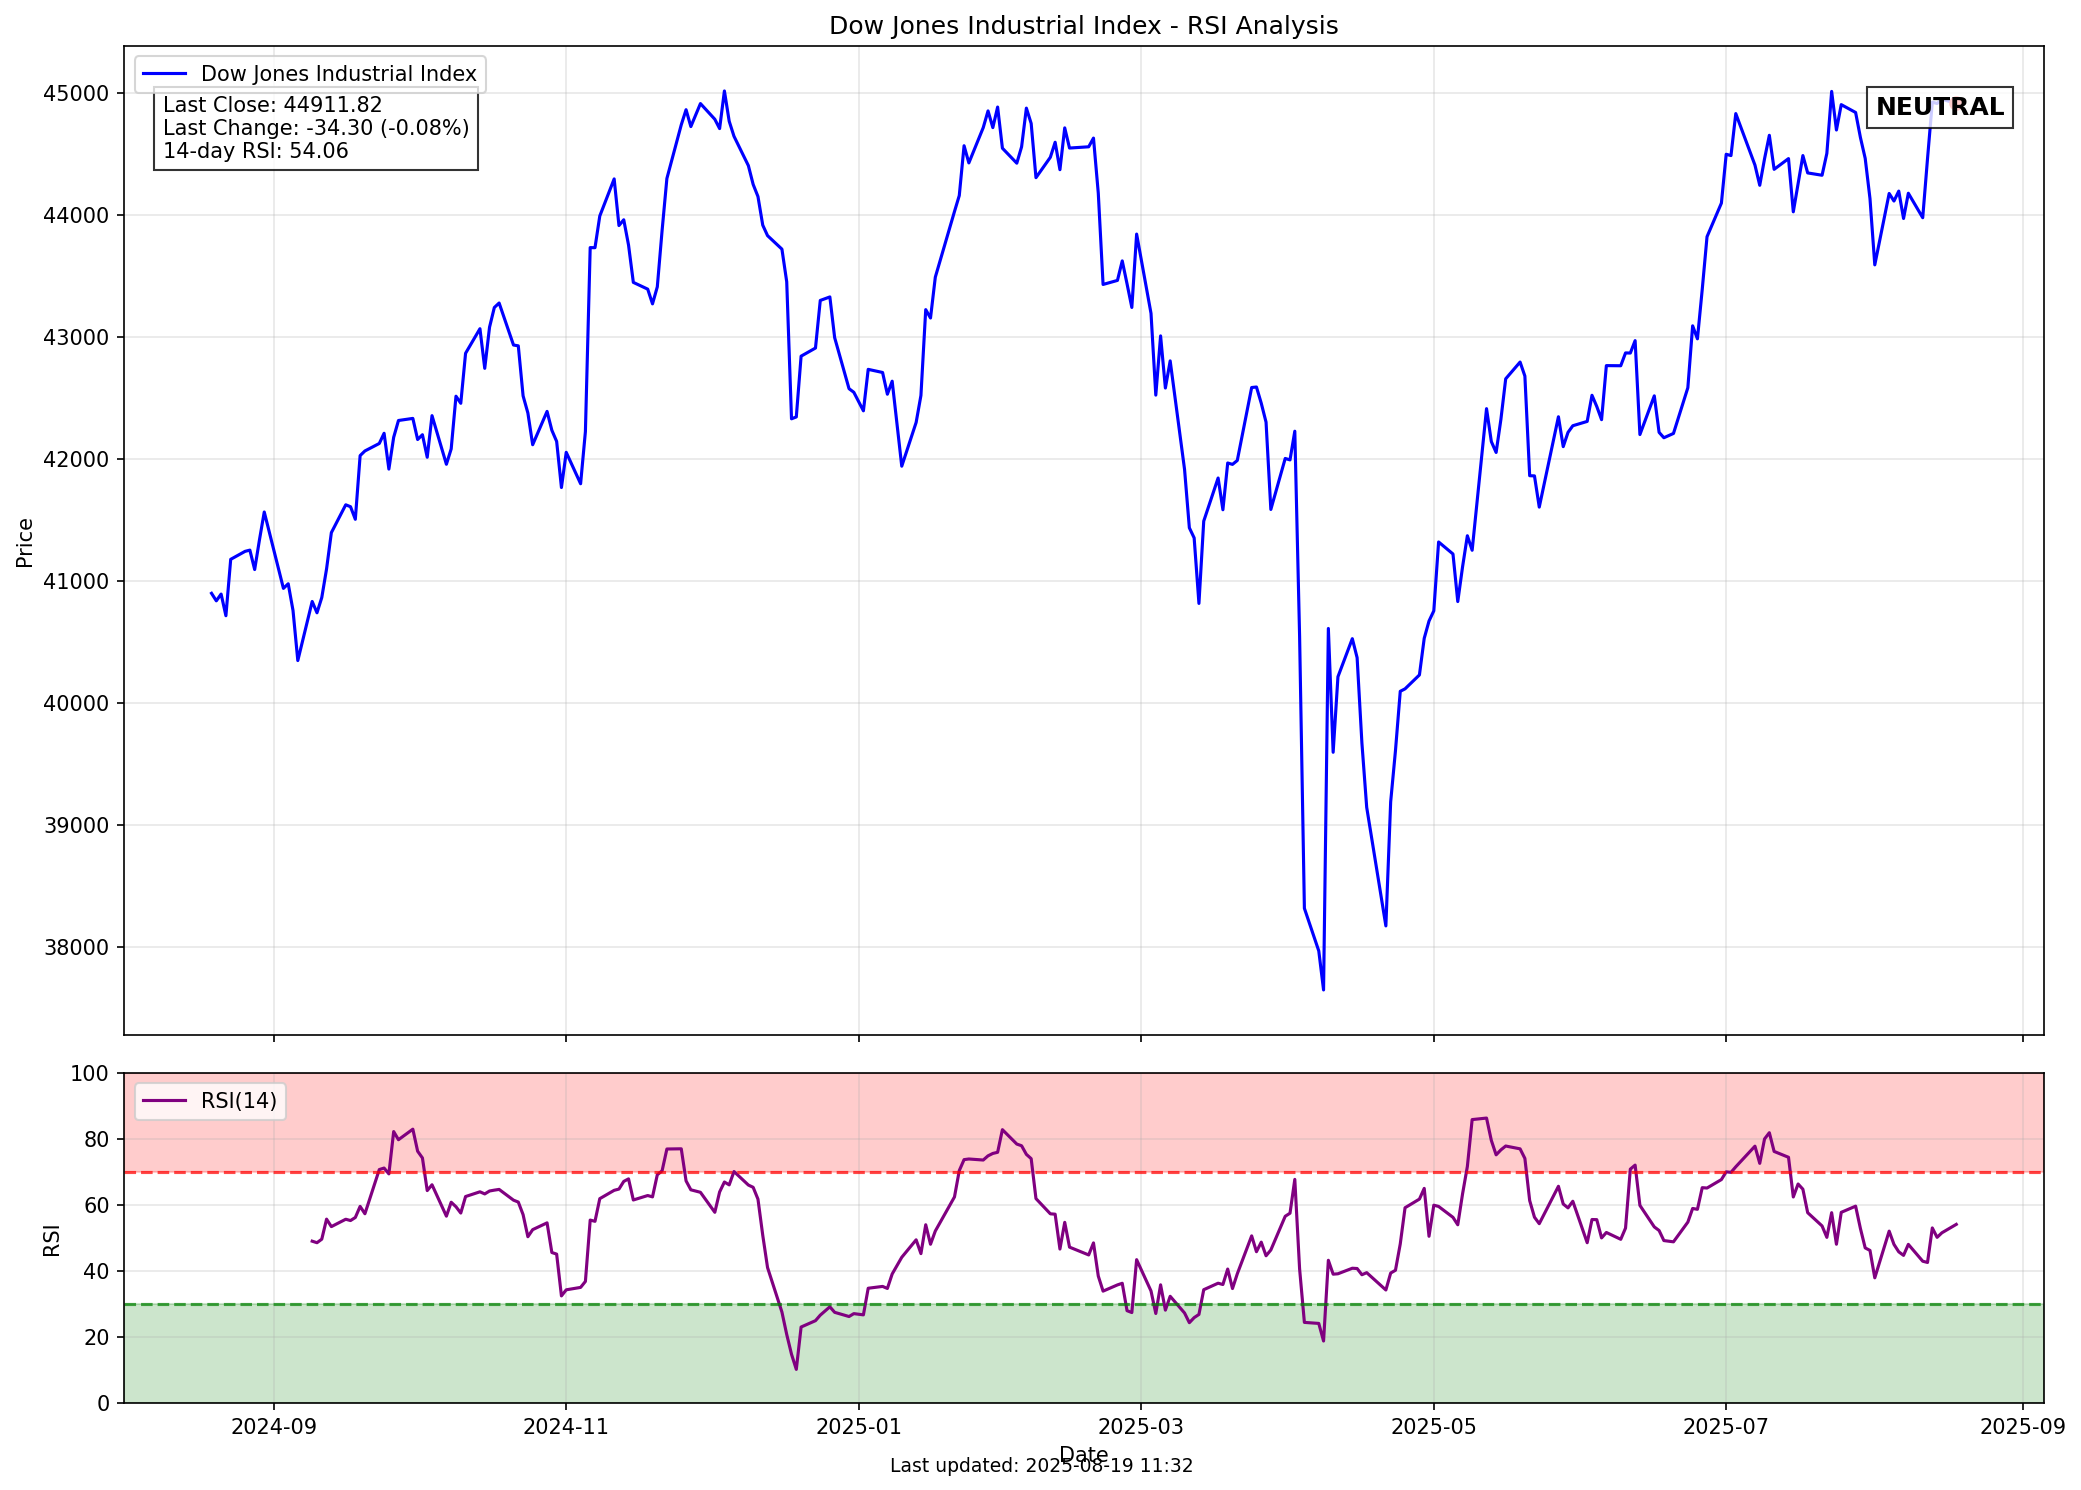 Dow Jones Industrial Index - RSI Analysis
Dow Jones Industrial Index
Last Close: 44911.82
Last Change: -34.30 (-0.08%)
14-day RSI: 54.06
NEUTRAL
Price
45000
44000
43000
42000
41000
40000
39000
38000
RSI(14)
RSI
100
80
60
40
20
0
2024-09
2024-11
2025-01
2025-03
2025-05
2025-07
2025-09
Date
Last updated: 2025-08-19 11:32